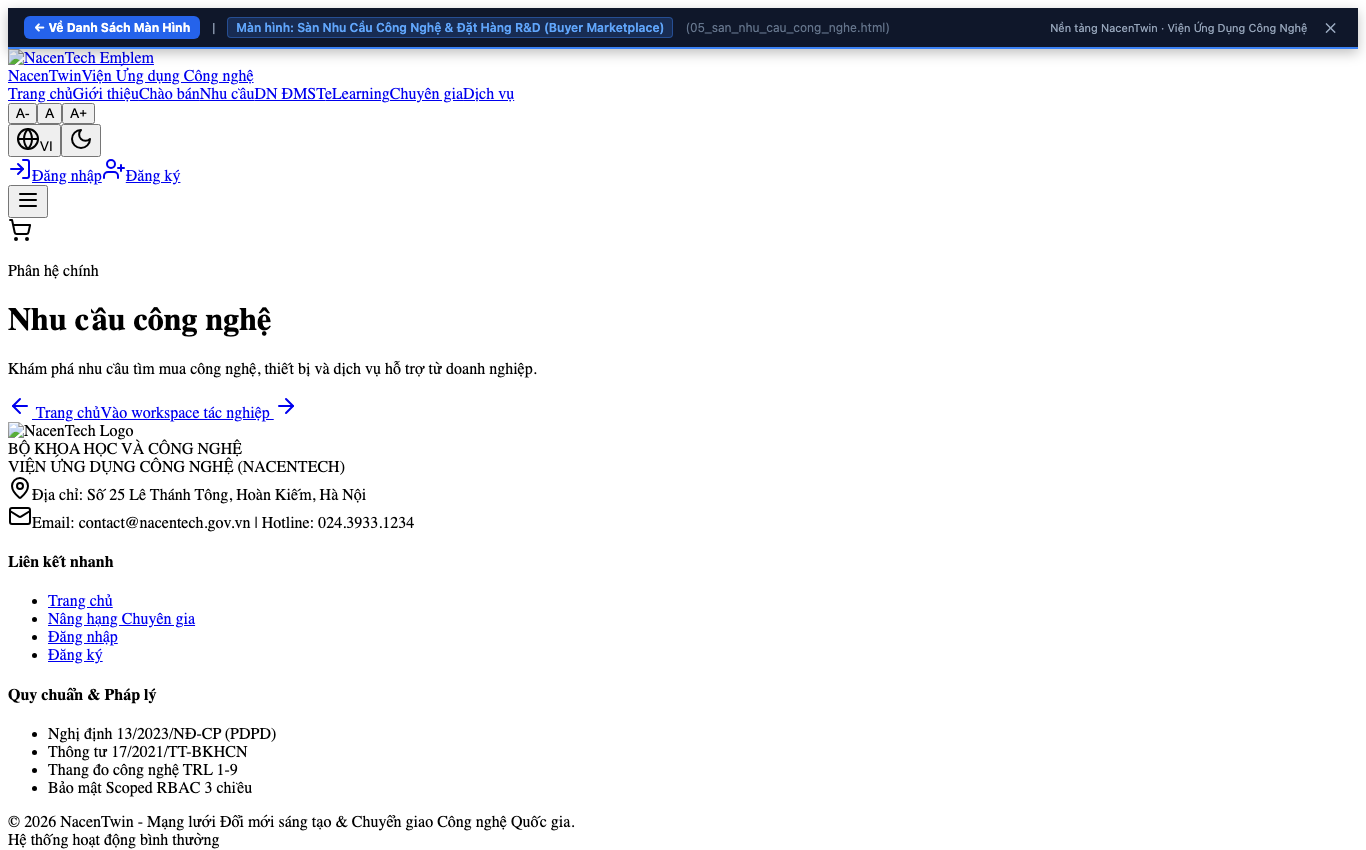 ← Về Danh Sách Màn Hình | Màn hình: Sàn Nhu Cầu Công Nghệ & Đặt Hàng R&D (Buyer Marketplace) (05_san_nhu_cau_cong_nghe.html) Nền tảng NacenTwin · Viện Ứng Dụng Công Nghệ ✕
NacenTech Emblem
NacenTwinViện Ứng dụng Công nghệ
Trang chủGiới thiệuChào bánNhu cầuDN ĐMSTeLearningChuyên giaDịch vụ
A- A A+
VI
Đăng nhập Đăng ký
Phân hệ chính
Nhu cầu công nghệ
Khám phá nhu cầu tìm mua công nghệ, thiết bị và dịch vụ hỗ trợ từ doanh nghiệp.
Trang chủVào workspace tác nghiệp
NacenTech Logo
BỘ KHOA HỌC VÀ CÔNG NGHỆ
VIỆN ỨNG DỤNG CÔNG NGHỆ (NACENTECH)
Địa chỉ: Số 25 Lê Thánh Tông, Hoàn Kiếm, Hà Nội
Email: contact@nacentech.gov.vn | Hotline: 024.3933.1234
Liên kết nhanh
Trang chủ
Nâng hạng Chuyên gia
Đăng nhập
Đăng ký
Quy chuẩn & Pháp lý
Nghị định 13/2023/NĐ-CP (PDPD)
Thông tư 17/2021/TT-BKHCN
Thang đo công nghệ TRL 1-9
Bảo mật Scoped RBAC 3 chiều
© 2026 NacenTwin - Mạng lưới Đổi mới sáng tạo & Chuyển giao Công nghệ Quốc gia.
Hệ thống hoạt động bình thường